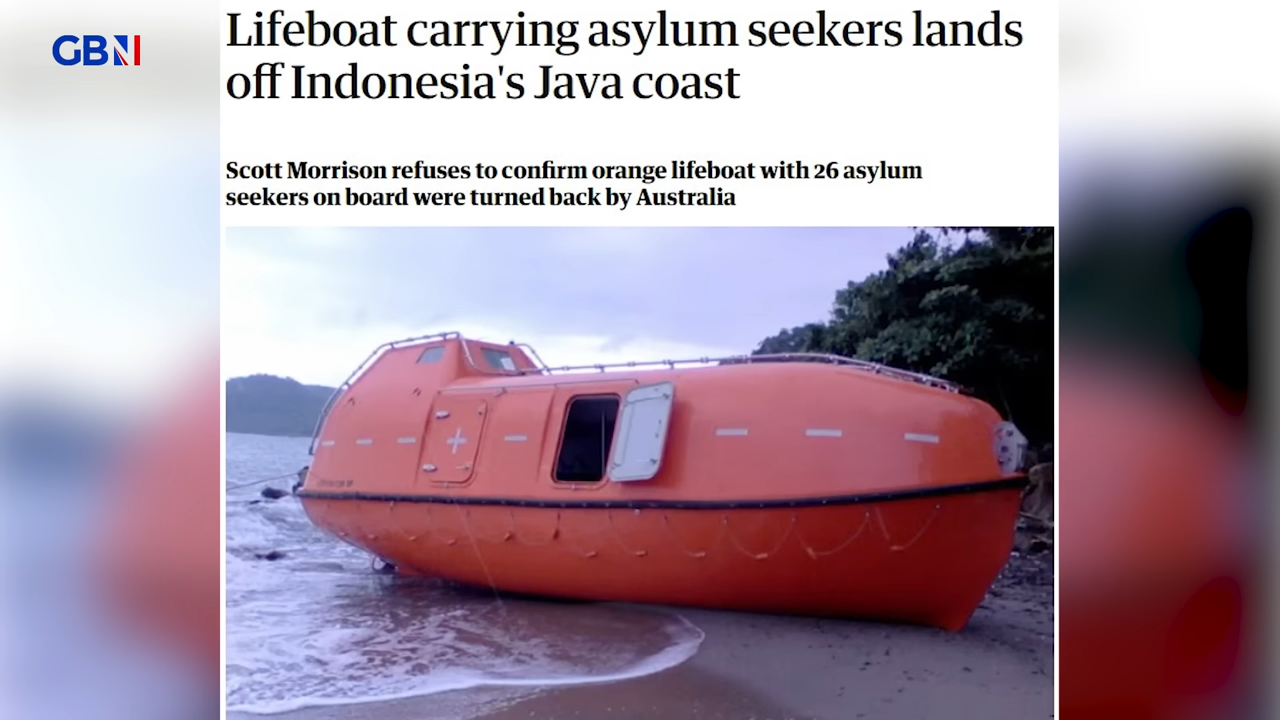 GBN
Lifeboat carrying asylum seekers lands
off Indonesia's Java coast
Scott Morrison refuses to confirm orange lifeboat with 26 asylum
seekers on board were turned back by Australia